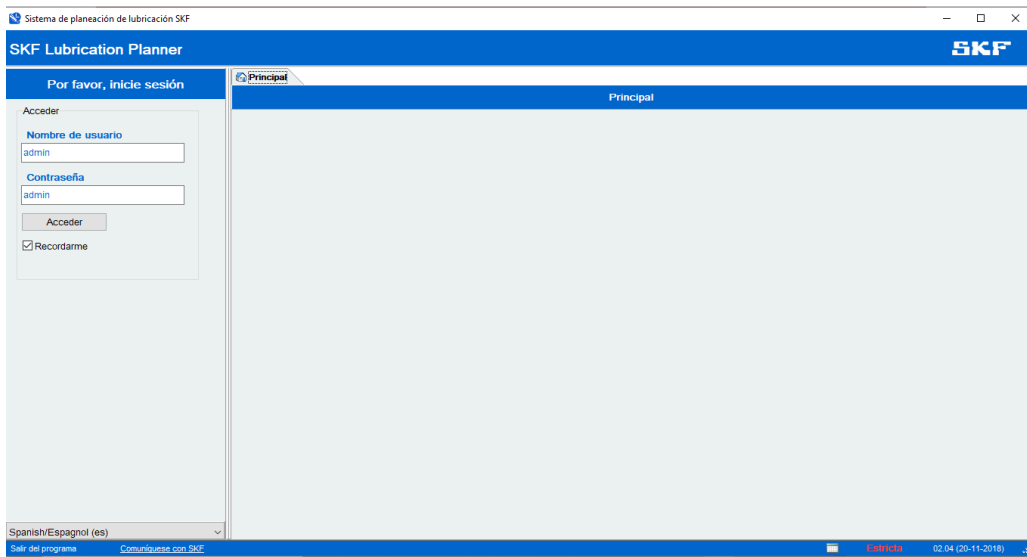 Sistema de planeación de lubricación SKF
SKF Lubrication Planner
SKF
Por favor, inicie sesión
Principal
Principal
Acceder
Nombre de usuario
admin
Contraseña
admin
Acceder
Recordarme
Spanish/Espagnol (es)
Salir del programa
Comuníquese con SKF
Estricta
02.04 (20-11-2018)